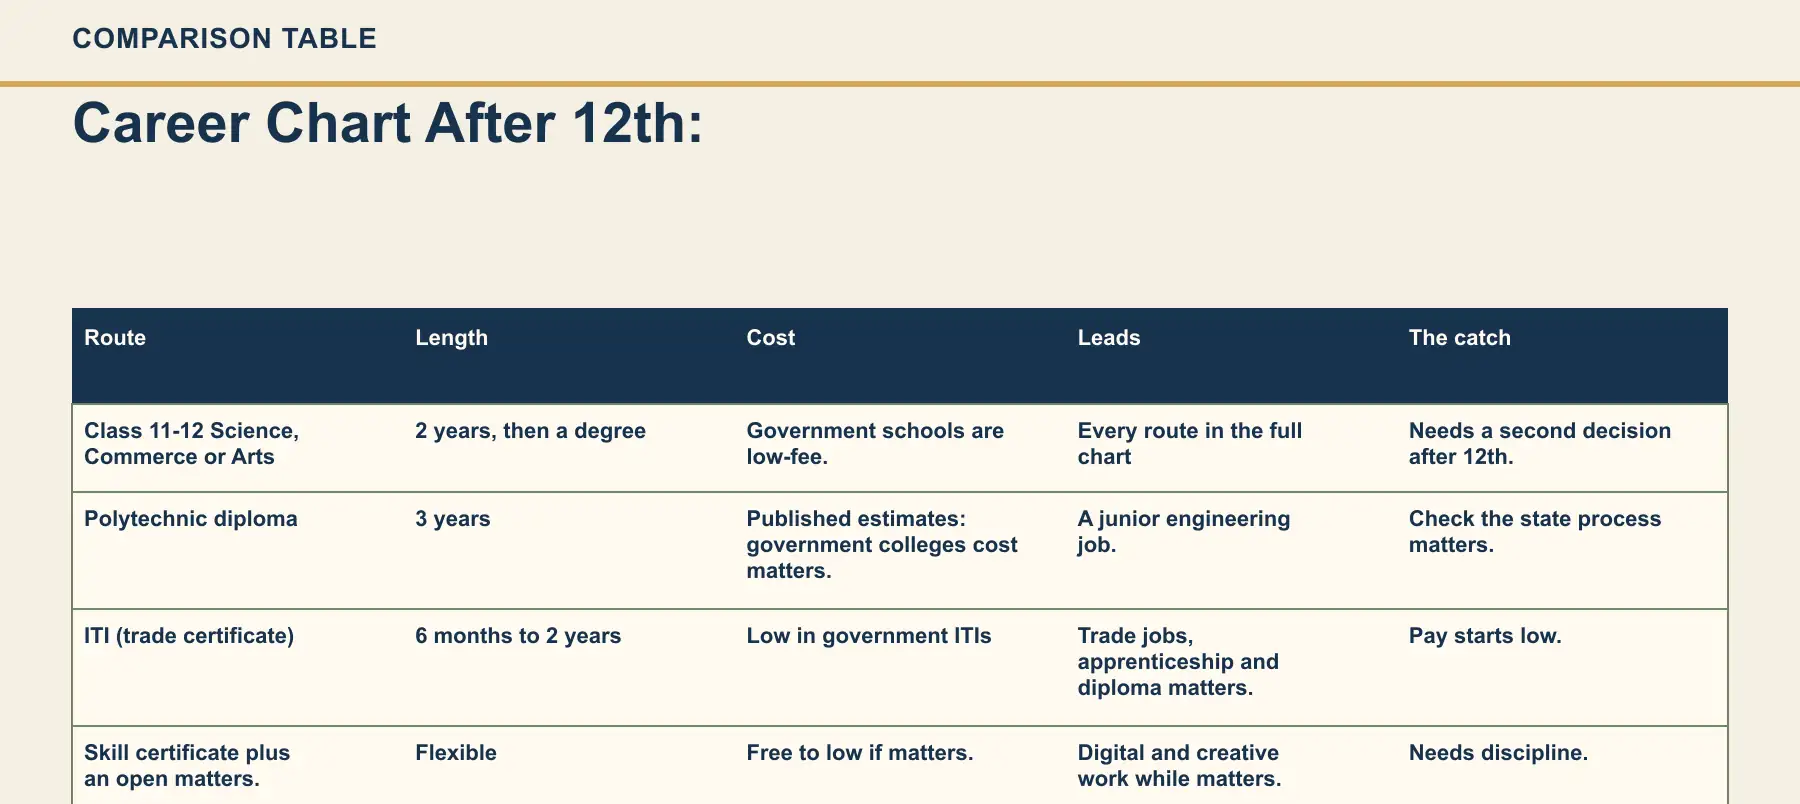 COMPARISON TABLE
Career Chart After 12th:
Route
Length
Cost
Leads
The catch
Class 11-12 Science,
Commerce or Arts
2 years, then a degree
Government schools are
low-fee.
Every route in the full
chart
Needs a second decision
after 12th.
Polytechnic diploma
3 years
Published estimates:
government colleges cost
matters.
A junior engineering
job.
Check the state process
matters.
ITI (trade certificate)
6 months to 2 years
Low in government ITIs
Trade jobs,
apprenticeship and
diploma matters.
Pay starts low.
Skill certificate plus
an open matters.
Flexible
Free to low if matters.
Digital and creative
work while matters.
Needs discipline.